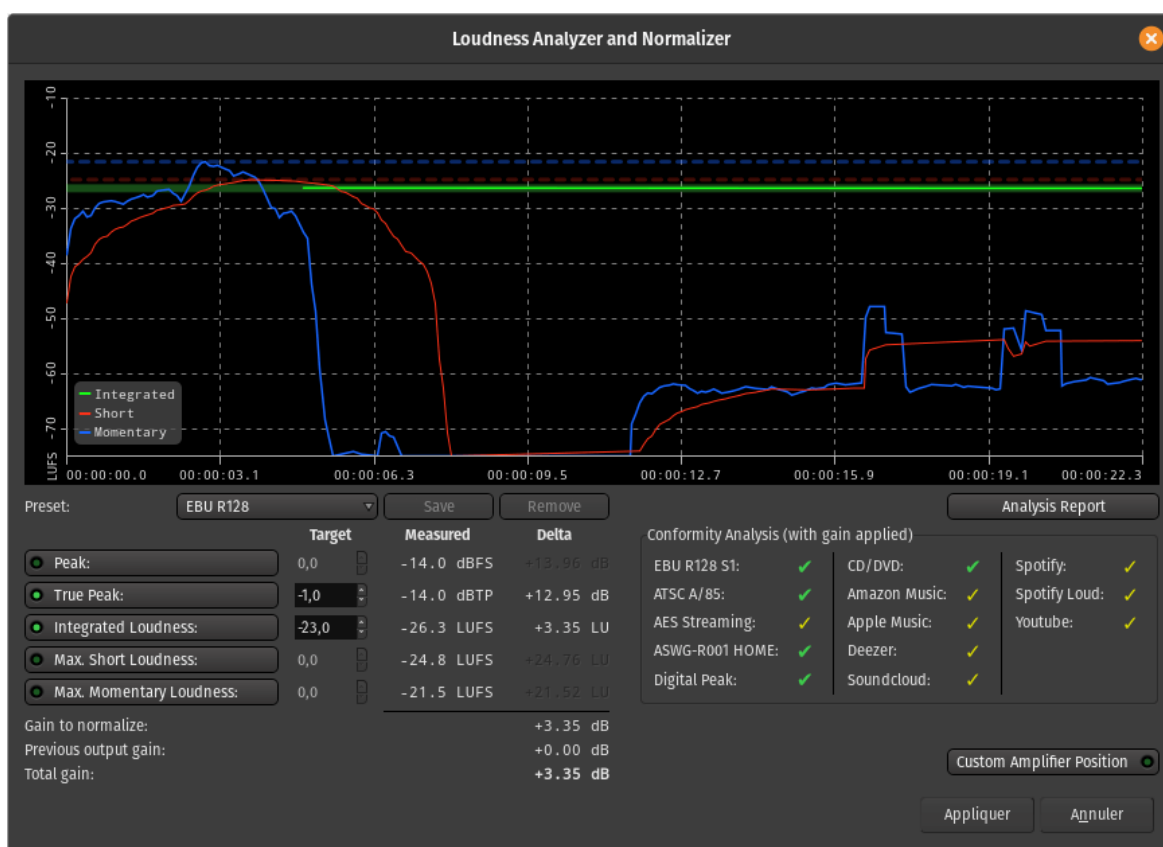 Loudness Analyzer and Normalizer
-10
-20
-30
-40
-50
-60
-70
LUFS
Integrated
Short
Momentary
00:00:00.0 00:00:03.1 00:00:06.3 00:00:09.5 00:00:12.7 00:00:15.9 00:00:19.1 00:00:22.3
Preset: EBU R128 Save Remove Analysis Report
Target Measured Delta
Peak: 0,0 -14.0 dBFS +13.96 dB
True Peak: -1,0 -14.0 dBTP +12.95 dB
Integrated Loudness: -23,0 -26.3 LUFS +3.35 LU
Max. Short Loudness: 0,0 -24.8 LUFS +24.76 LU
Max. Momentary Loudness: 0,0 -21.5 LUFS +21.52 LU
Gain to normalize: +3.35 dB
Previous output gain: +0.00 dB
Total gain: +3.35 dB
Conformity Analysis (with gain applied)
EBU R128 S1: ✔ CD/DVD: ✔ Spotify: ✓
ATSC A/85: ✔ Amazon Music: ✓ Spotify Loud: ✓
AES Streaming: ✓ Apple Music: ✓ Youtube: ✓
ASWG-R001 HOME: ✔ Deezer: ✓
Digital Peak: ✔ Soundcloud: ✓
Custom Amplifier Position
Appliquer Annuler